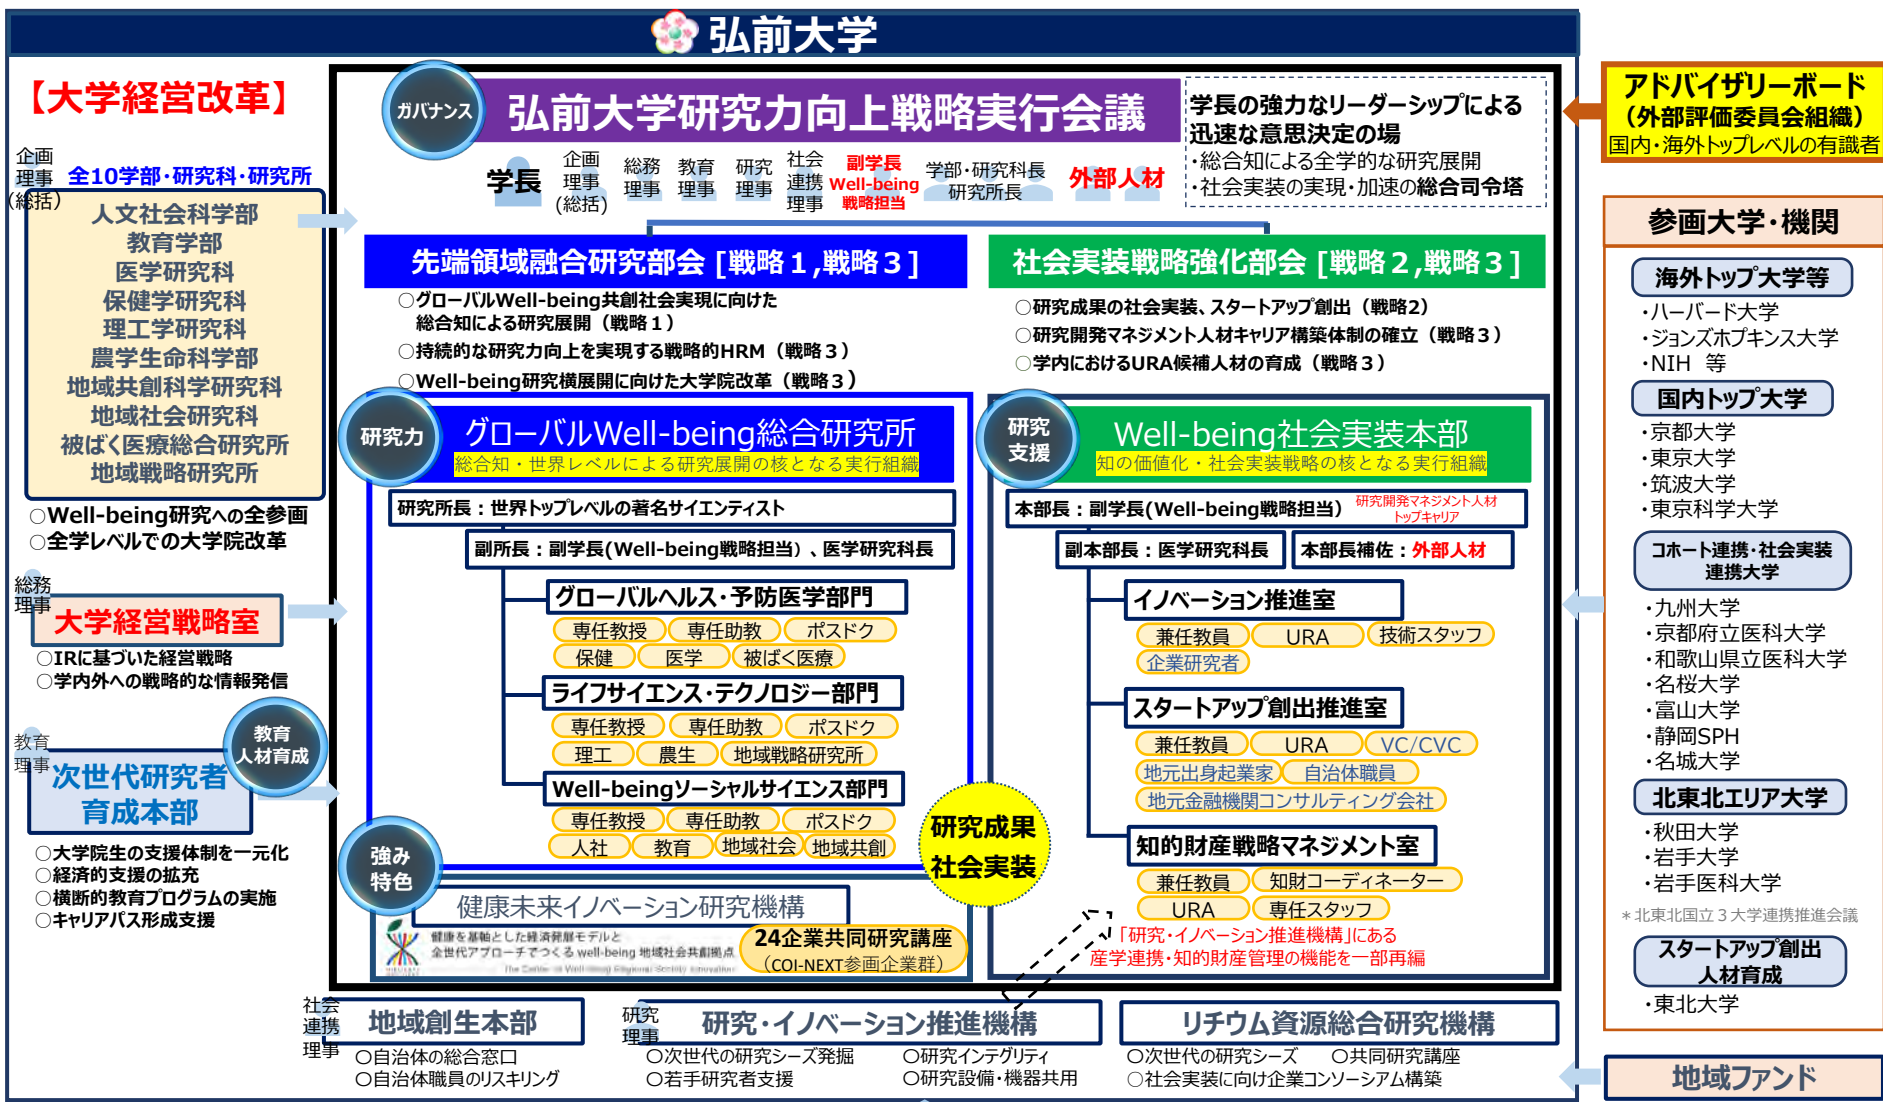 弘前大学
【大学経営改革】
企画
理事
(総括)
全10学部・研究科・研究所
人文社会科学部
教育学部
医学研究科
保健学研究科
理工学研究科
農学生命科学部
地域共創科学研究科
地域社会研究科
被ばく医療総合研究所
地域戦略研究所
○Well-being研究への全参画
○全学レベルでの大学院改革
総務
理事
大学経営戦略室
○IRに基づいた経営戦略
○学内外への戦略的な情報発信
教育
人材育成
教育
理事
次世代研究者
育成本部
○大学院生の支援体制を一元化
○経済的支援の拡充
○横断的教育プログラムの実施
○キャリアパス形成支援
ガバナンス
弘前大学研究力向上戦略実行会議
学長の強力なリーダーシップによる
迅速な意思決定の場
・総合知による全学的な研究展開
・社会実装の実現・加速の総合司令塔
学長
企画
理事
(総括)
総務
理事
教育
理事
研究
理事
社会
連携
理事
副学長
Well-being
戦略担当
学部・研究科長
研究所長
外部人材
先端領域融合研究部会 [戦略１,戦略３]
○グローバルWell-being共創社会実現に向けた
総合知による研究展開（戦略１）
○持続的な研究力向上を実現する戦略的HRM（戦略３）
○Well-being研究横展開に向けた大学院改革（戦略３）
社会実装戦略強化部会 [戦略２,戦略３]
○研究成果の社会実装、スタートアップ創出（戦略2）
○研究開発マネジメント人材キャリア構築体制の確立（戦略３）
○学内におけるURA候補人材の育成（戦略３）
研究力
グローバルWell-being総合研究所
総合知・世界レベルによる研究展開の核となる実行組織
研究所長：世界トップレベルの著名サイエンティスト
副所長：副学長(Well-being戦略担当）、医学研究科長
グローバルヘルス・予防医学部門
専任教授 専任助教 ポスドク
保健 医学 被ばく医療
ライフサイエンス・テクノロジー部門
専任教授 専任助教 ポスドク
理工 農生 地域戦略研究所
Well-beingソーシャルサイエンス部門
専任教授 専任助教 ポスドク
人社 教育 地域社会 地域共創
強み
特色
健康未来イノベーション研究機構
健康を基軸とした経済発展モデルと
全世代アプローチでつくる well-being 地域社会共創拠点
24企業共同研究講座
（COI-NEXT参画企業群）
研究成果
社会実装
研究
支援
Well-being社会実装本部
知の価値化・社会実装戦略の核となる実行組織
本部長：副学長(Well-being戦略担当） 研究開発マネジメント人材
トップキャリア
副本部長：医学研究科長
本部長補佐：外部人材
イノベーション推進室
兼任教員 URA 技術スタッフ
企業研究者
スタートアップ創出推進室
兼任教員 URA VC/CVC
地元出身起業家 自治体職員
地元金融機関コンサルティング会社
知的財産戦略マネジメント室
兼任教員 知財コーディネーター
URA 専任スタッフ
「研究・イノベーション推進機構」にある
産学連携・知的財産管理の機能を一部再編
社会
連携
理事
地域創生本部
○自治体の総合窓口
○自治体職員のリスキリング
研究
理事
研究・イノベーション推進機構
○次世代の研究シーズ発掘 ○研究インテグリティ
○若手研究者支援 ○研究設備・機器共用
リチウム資源総合研究機構
○次世代の研究シーズ ○共同研究講座
○社会実装に向け企業コンソーシアム構築
アドバイザリーボード
（外部評価委員会組織）
国内・海外トップレベルの有識者
参画大学・機関
海外トップ大学等
・ハーバード大学
・ジョンズホプキンス大学
・NIH 等
国内トップ大学
・京都大学
・東京大学
・筑波大学
・東京科学大学
コホート連携・社会実装
連携大学
・九州大学
・京都府立医科大学
・和歌山県立医科大学
・名桜大学
・富山大学
・静岡SPH
・名城大学
北東北エリア大学
・秋田大学
・岩手大学
・岩手医科大学
＊北東北国立３大学連携推進会議
スタートアップ創出
人材育成
・東北大学
地域ファンド